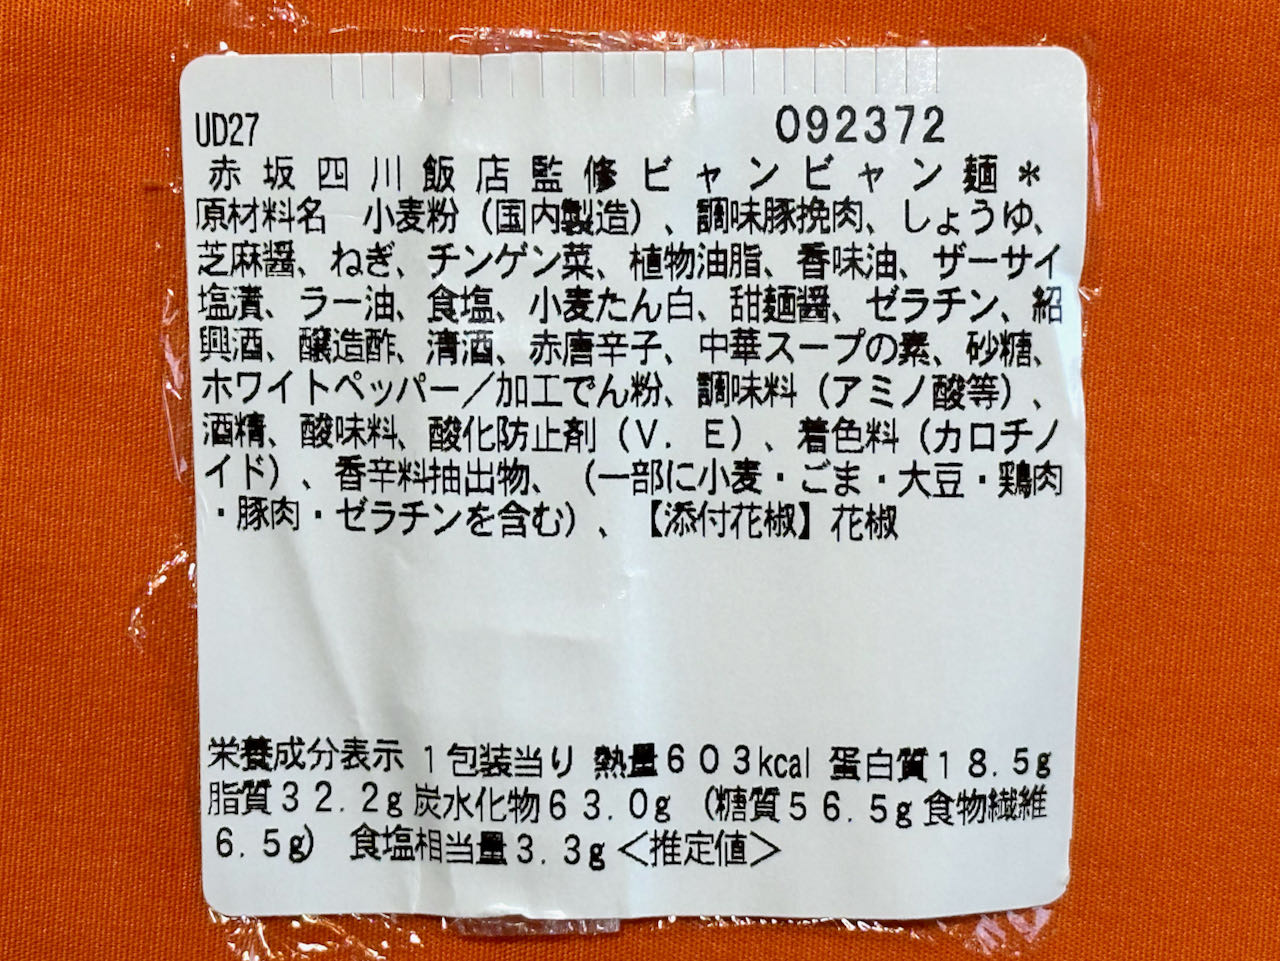 UD27 092372
赤坂四川飯店監修ビャンビャン麺＊
原材料名　小麦粉（国内製造）、調味豚挽肉、しょうゆ、
芝麻醤、ねぎ、チンゲン菜、植物油脂、香味油、ザーサイ
塩漬、ラー油、食塩、小麦たん白、甜麺醤、ゼラチン、紹
興酒、醸造酢、清酒、赤唐辛子、中華スープの素、砂糖、
ホワイトペッパー／加工でん粉、調味料（アミノ酸等）、
酒精、酸味料、酸化防止剤（Ｖ．Ｅ）、着色料（カロチノ
イド）、香辛料抽出物、（一部に小麦・ごま・大豆・鶏肉
・豚肉・ゼラチンを含む）、【添付花椒】花椒
栄養成分表示 １包装当り 熱量６０３kcal 蛋白質１８.５g
脂質３２.２g 炭水化物６３.０g （糖質５６.５g 食物繊維
６.５g） 食塩相当量３.３g＜推定値＞